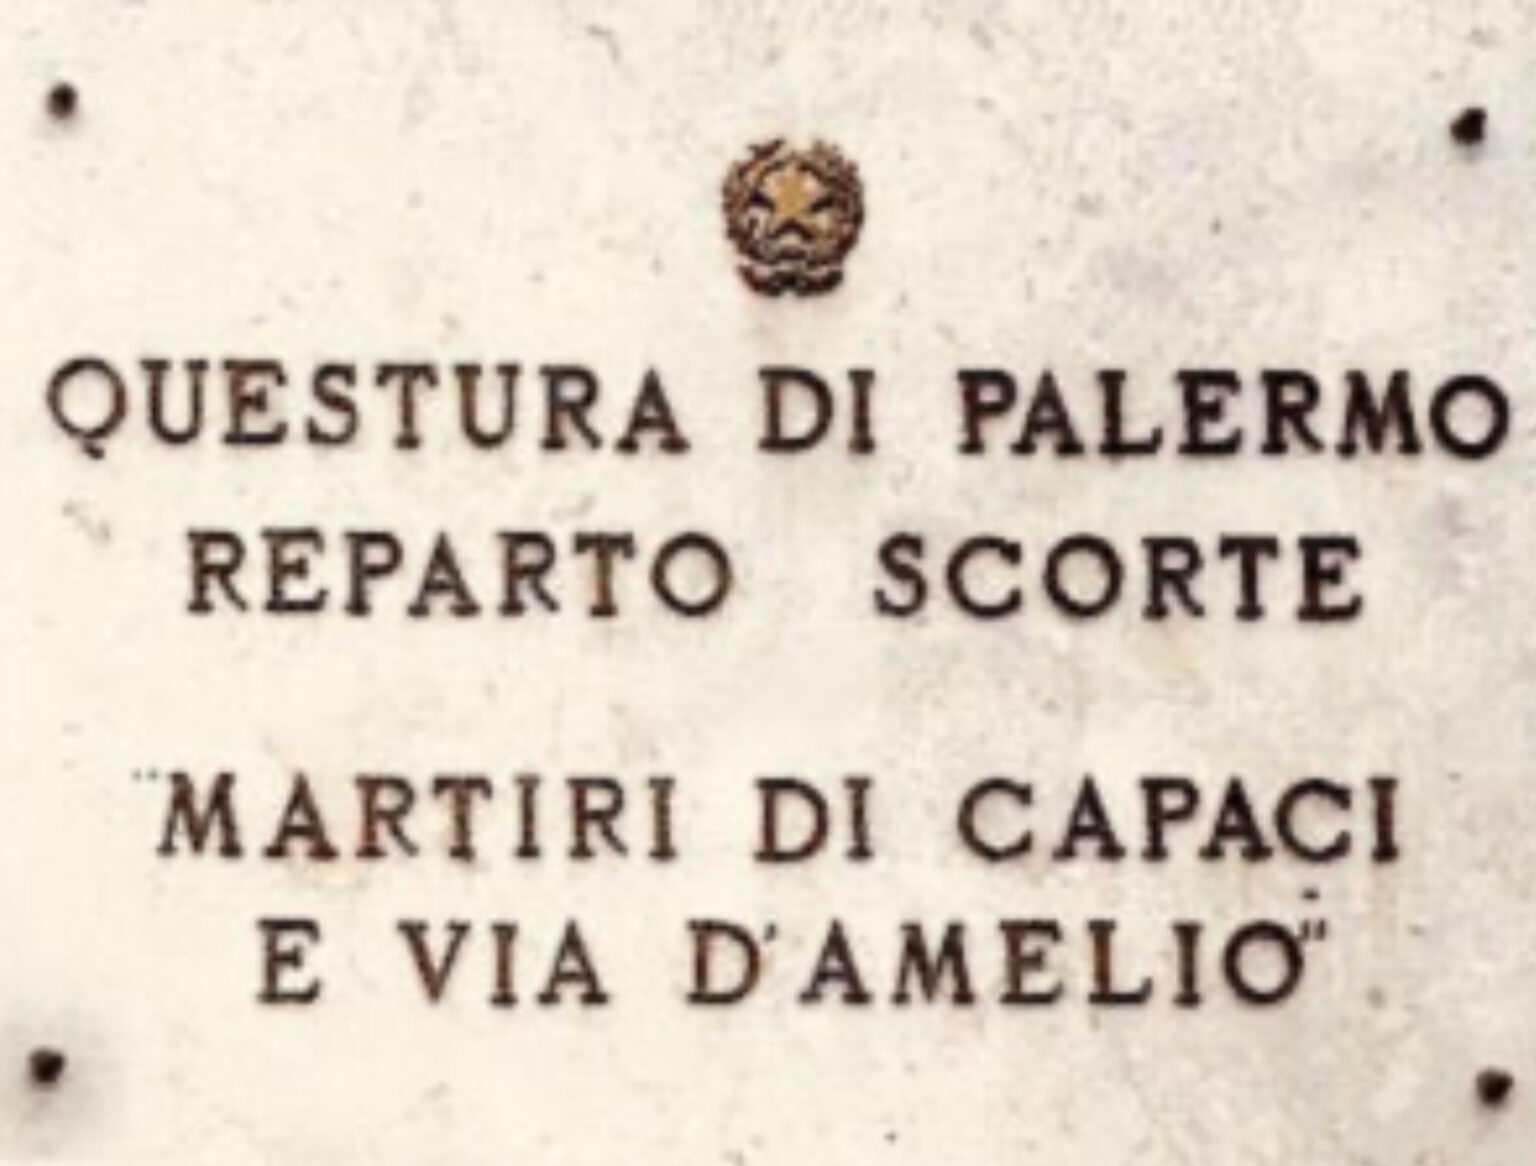 QUESTURA DI PALERMO
REPARTO SCORTE
"MARTIRI DI CAPACI
E VIA D'AMELIO"